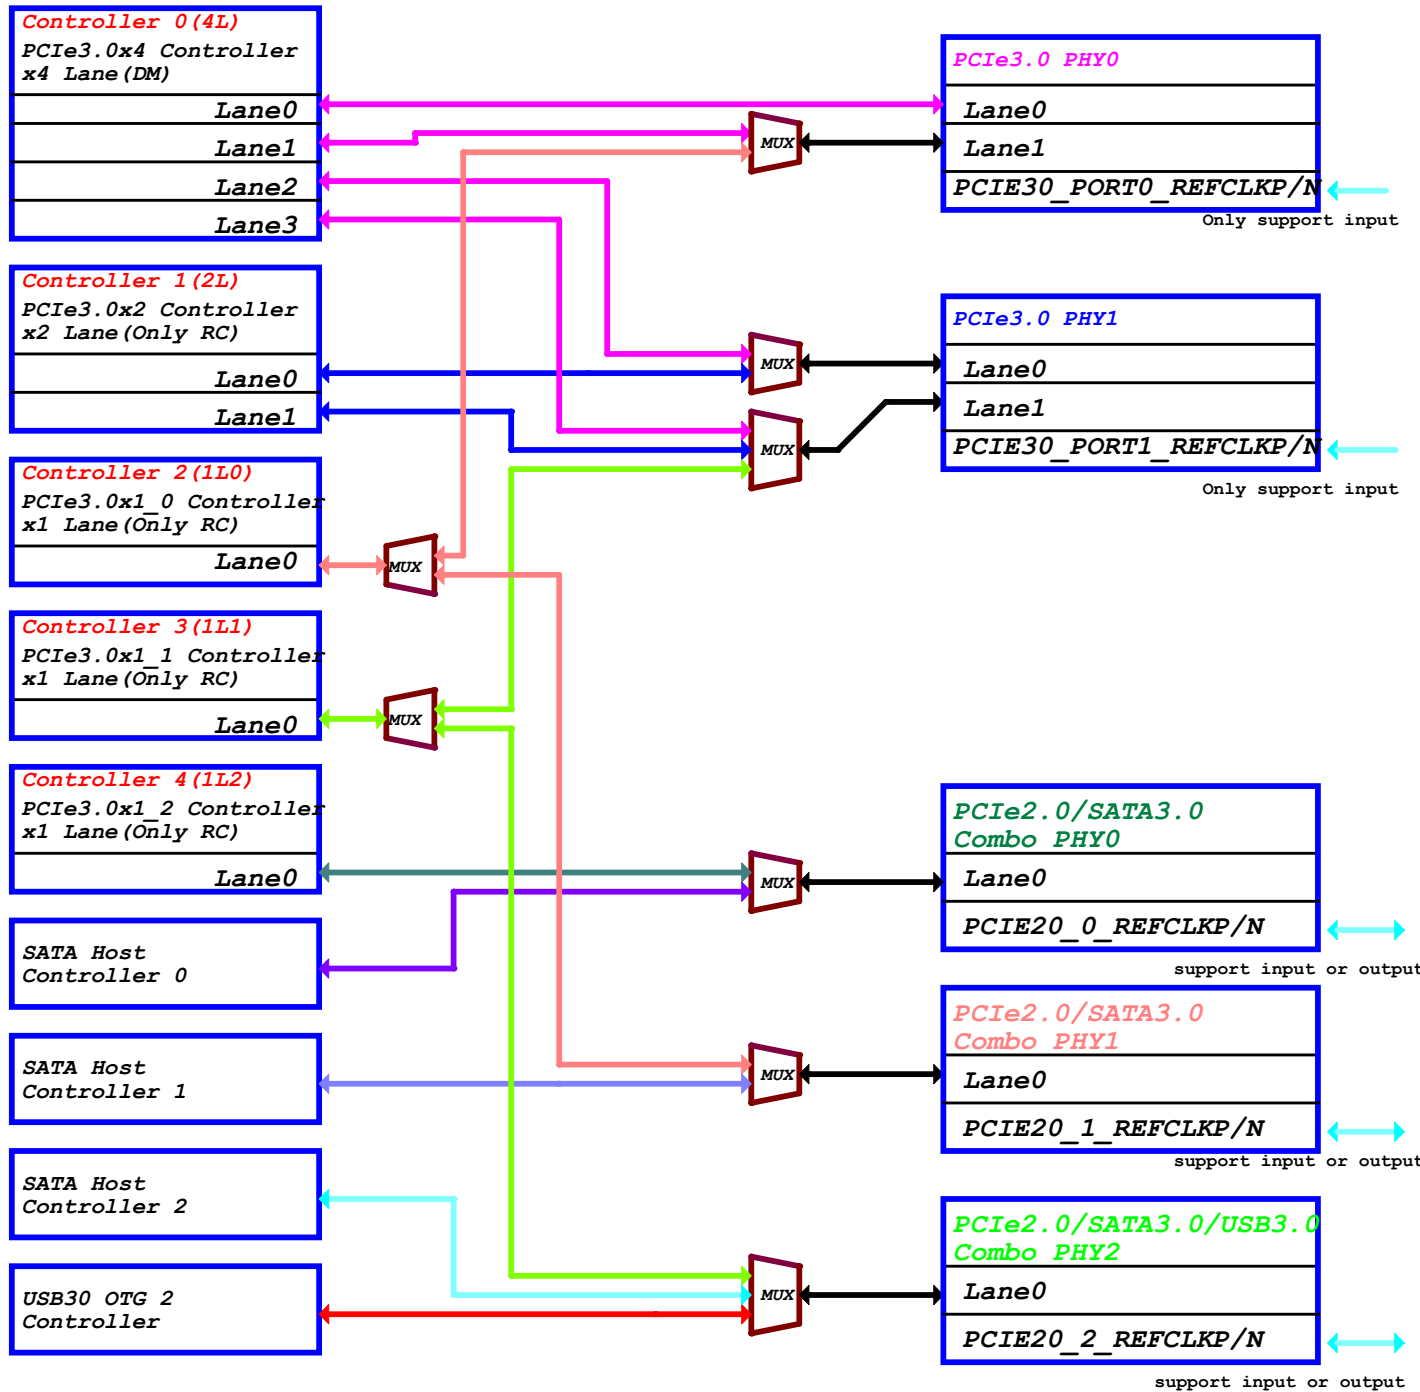 Controller 0(4L)
PCIe3.0x4 Controller
x4 Lane(DM)
Lane0
Lane1
Lane2
Lane3
Controller 1(2L)
PCIe3.0x2 Controller
x2 Lane(Only RC)
Lane0
Lane1
Controller 2(1L0)
PCIe3.0x1_0 Controller
x1 Lane(Only RC)
Lane0
Controller 3(1L1)
PCIe3.0x1_1 Controller
x1 Lane(Only RC)
Lane0
Controller 4(1L2)
PCIe3.0x1_2 Controller
x1 Lane(Only RC)
Lane0
SATA Host
Controller 0
SATA Host
Controller 1
SATA Host
Controller 2
USB30 OTG 2
Controller
MUX
MUX
MUX
MUX
MUX
MUX
MUX
MUX
PCIe3.0 PHY0
Lane0
Lane1
PCIE30_PORT0_REFCLKP/N
Only support input
PCIe3.0 PHY1
Lane0
Lane1
PCIE30_PORT1_REFCLKP/N
Only support input
PCIe2.0/SATA3.0
Combo PHY0
Lane0
PCIE20_0_REFCLKP/N
support input or output
PCIe2.0/SATA3.0
Combo PHY1
Lane0
PCIE20_1_REFCLKP/N
support input or output
PCIe2.0/SATA3.0/USB3.0
Combo PHY2
Lane0
PCIE20_2_REFCLKP/N
support input or output